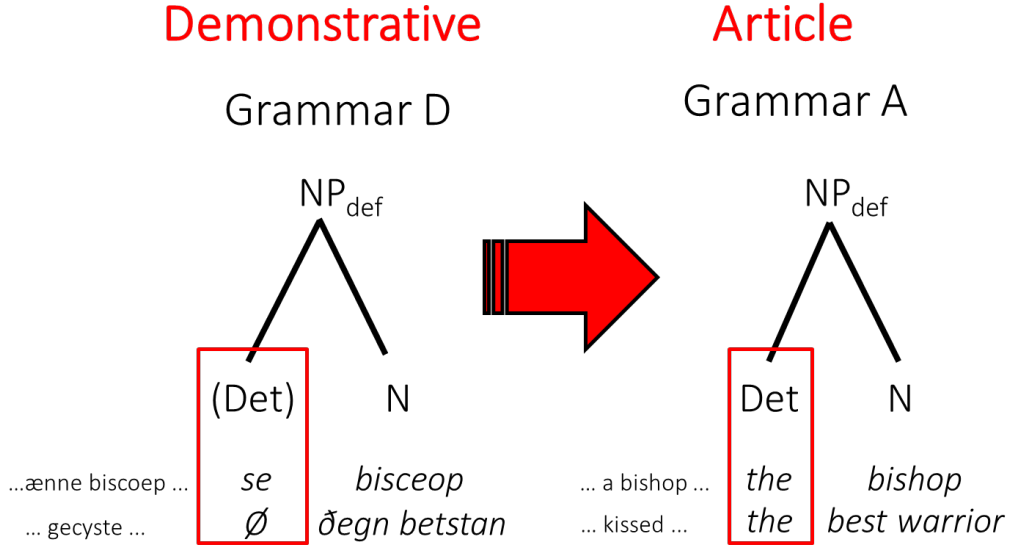 Demonstrative Article
Grammar D Grammar A
NPdef NPdef
(Det) N Det N
...ænne biscoep ... se bisceop ... a bishop ... the bishop
... gecyste ... Ø ðegn betstan ... kissed ... the best warrior